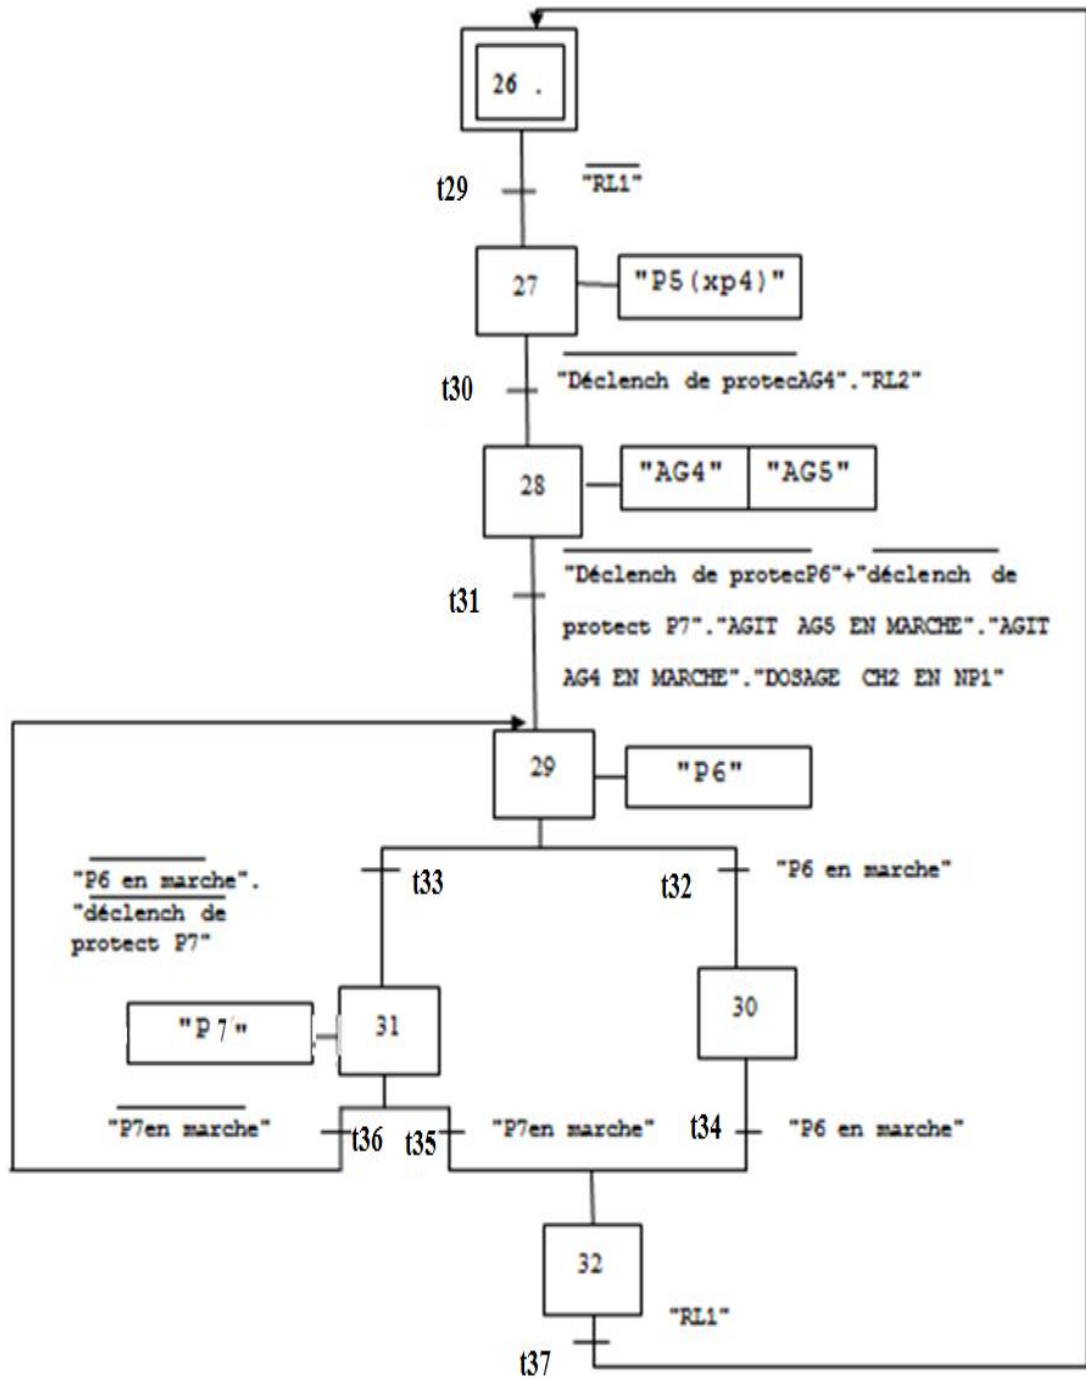 26 .
t29 "RL1"
27 "P5(xp4)"
t30 "Déclench de protecAG4"."RL2"
28 "AG4" "AG5"
"Déclench de protecP6"+"déclench de
t31 protect P7"."AGIT AG5 EN MARCHE"."AGIT
AG4 EN MARCHE"."DOSAGE CH2 EN NP1"
29 "P6"
"P6 en marche".
"déclench de
protect P7"
t33
t32 "P6 en marche"
"P 7"
31
30
"P7en marche" t36 t35 "P7en marche" t34 "P6 en marche"
32
"RL1"
t37